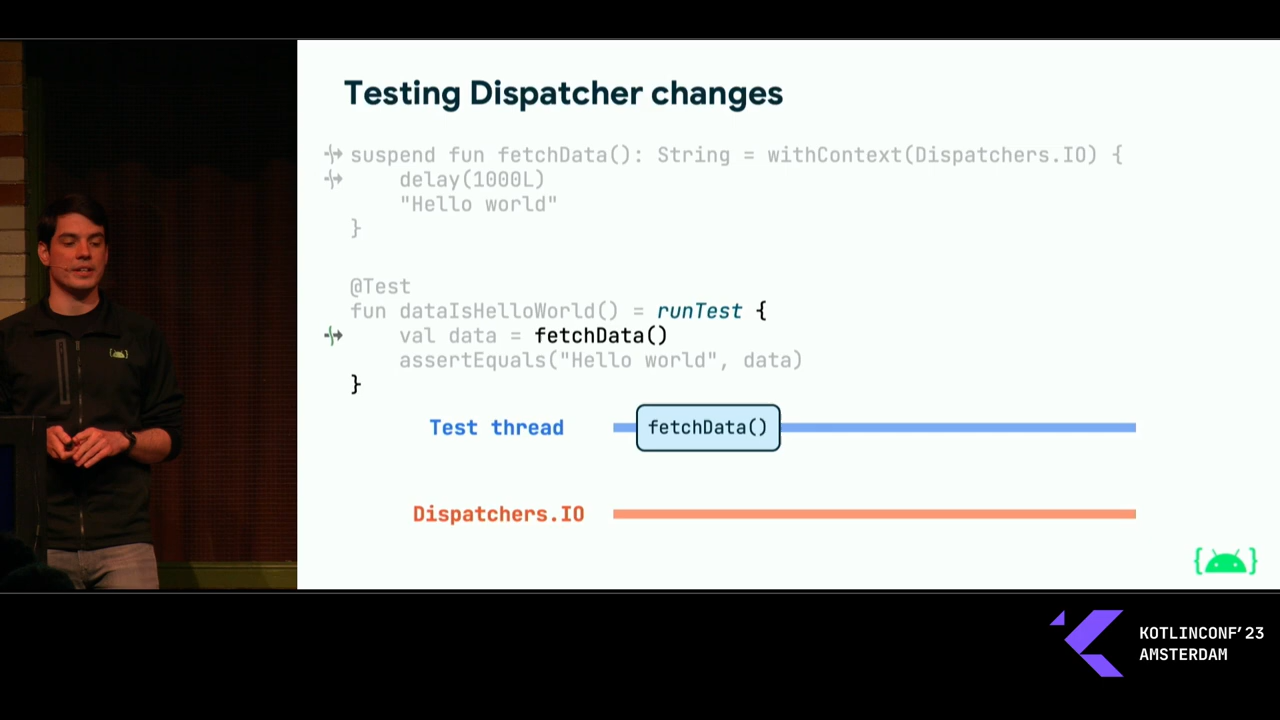 Testing Dispatcher changes
suspend fun fetchData(): String = withContext(Dispatchers.IO) {
delay(1000L)
"Hello world"
}
@Test
fun dataIsHelloWorld() = runTest {
val data = fetchData()
assertEquals("Hello world", data)
}
Test thread
fetchData()
Dispatchers.IO
KOTLINCONF'23
AMSTERDAM